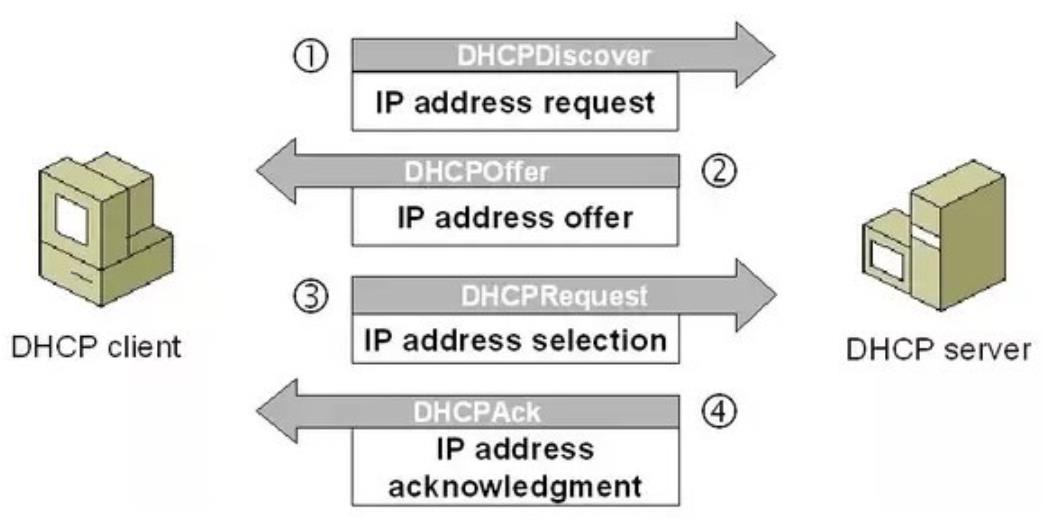 ① DHCPDiscover
IP address request
DHCPOffer ②
IP address offer
③ DHCPRequest
IP address selection
DHCP client
DHCP server
DHCPAck ④
IP address
acknowledgment